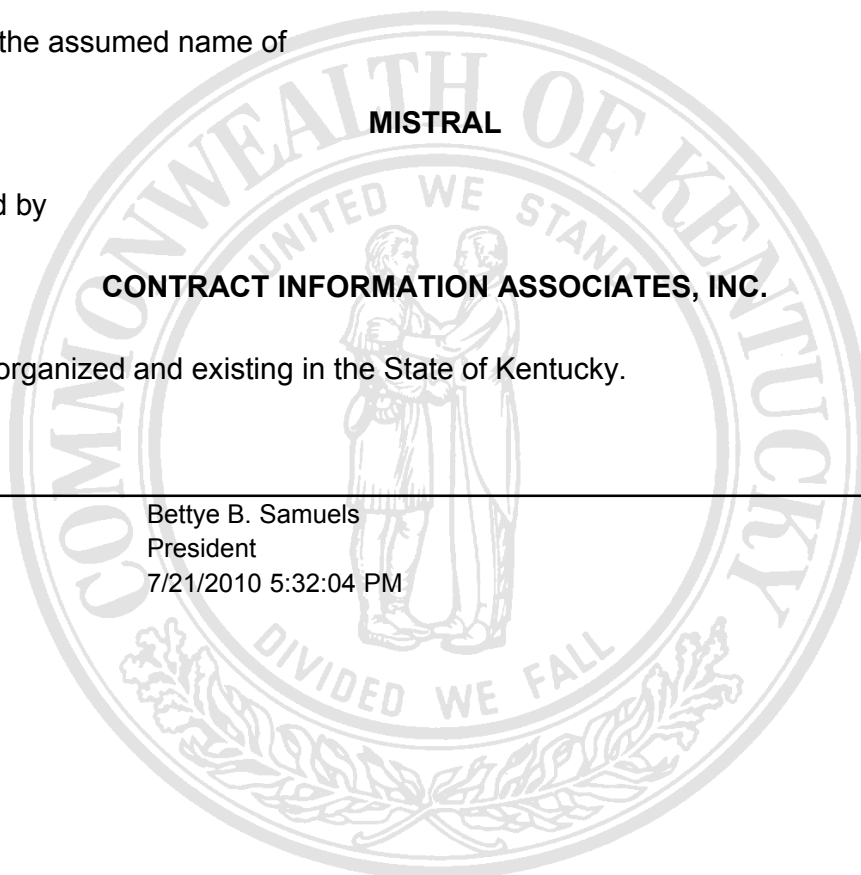 the assumed name of
MISTRAL
d by
CONTRACT INFORMATION ASSOCIATES, INC.
organized and existing in the State of Kentucky.
Bettye B. Samuels
President
7/21/2010 5:32:04 PM
COMMONWEALTH OF KENTUCKY
UNITED WE STAND
DIVIDED WE FALL